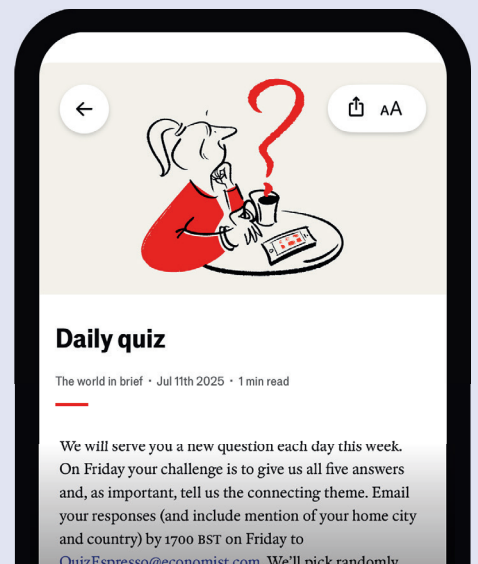 AA
Daily quiz
The world in brief · Jul 11th 2025 · 1 min read
We will serve you a new question each day this week.
On Friday your challenge is to give us all five answers
and, as important, tell us the connecting theme. Email
your responses (and include mention of your home city
and country) by 1700 BST on Friday to
QuizEspresso@economist.com. We'll pick randomly